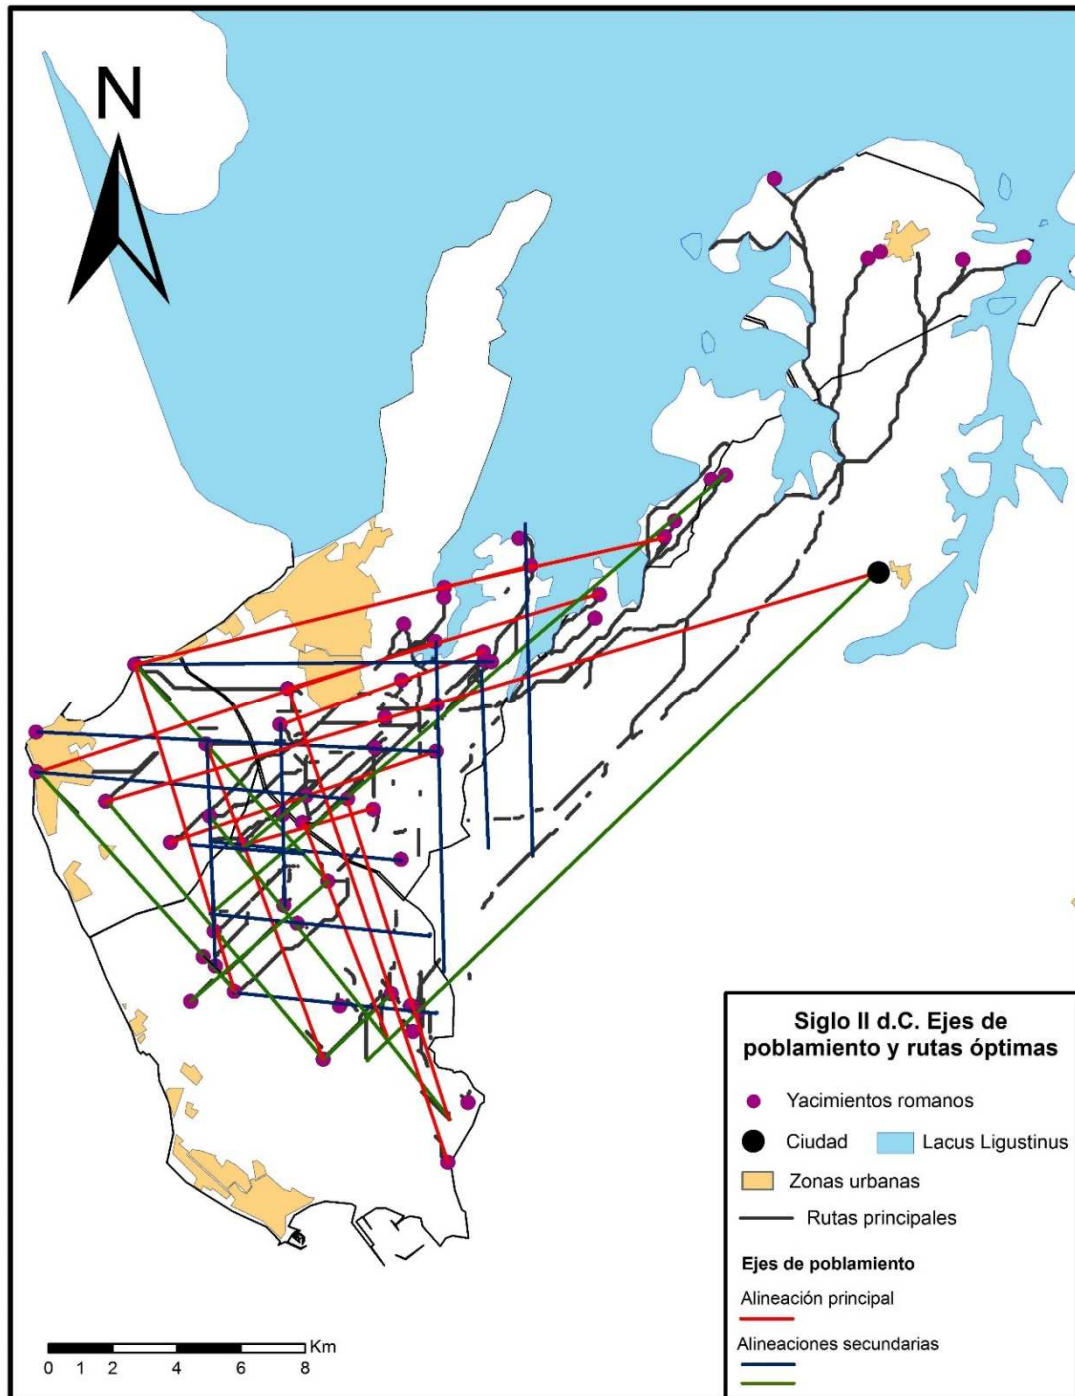 N
Siglo II d.C. Ejes de
poblamiento y rutas óptimas
Yacimientos romanos
Ciudad Lacus Ligustinus
Zonas urbanas
Rutas principales
Ejes de poblamiento
Alineación principal
Alineaciones secundarias
Km
0 1 2 4 6 8